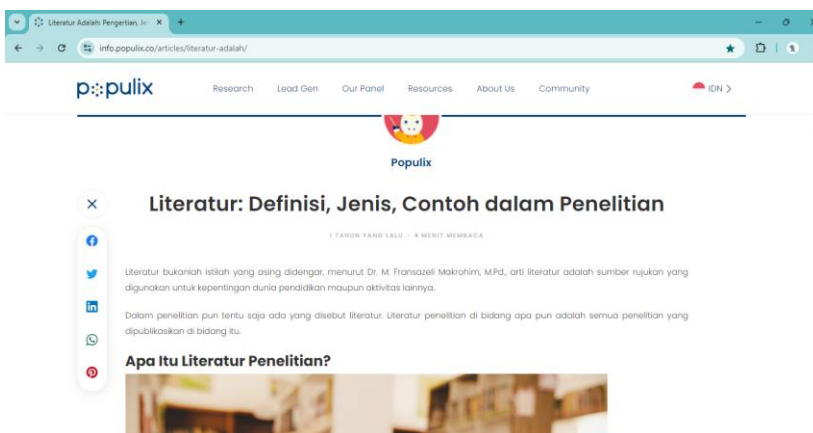 Literatur Adalah: Pengertian, Je
info.populix.co/articles/literatur-adalah/
populix
Research Lead Gen Our Panel Resources About Us Community
IDN
Populix
Literatur: Definisi, Jenis, Contoh dalam Penelitian
1 TAHUN YANG LALU - 4 MENIT MEMBACA
Literatur bukanlah istilah yang asing didengar, menurut Dr. M. Fransazeli Makrohim, M.Pd., arti literatur adalah sumber rujukan yang
digunakan untuk kepentingan dunia pendidikan maupun aktivitas lainnya.
Dalam penelitian pun tentu saja ada yang disebut literatur. Literatur penelitian di bidang apa pun adalah semua penelitian yang
dipublikasikan di bidang itu.
Apa Itu Literatur Penelitian?